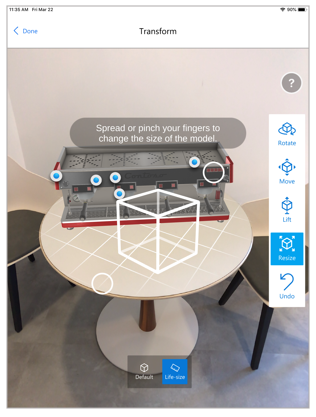 11:35 AM Fri Mar 22
90%
Done
Transform
?
Spread or pinch your fingers to
change the size of the model.
Rotate
Move
Lift
Resize
Undo
Default
Life-size